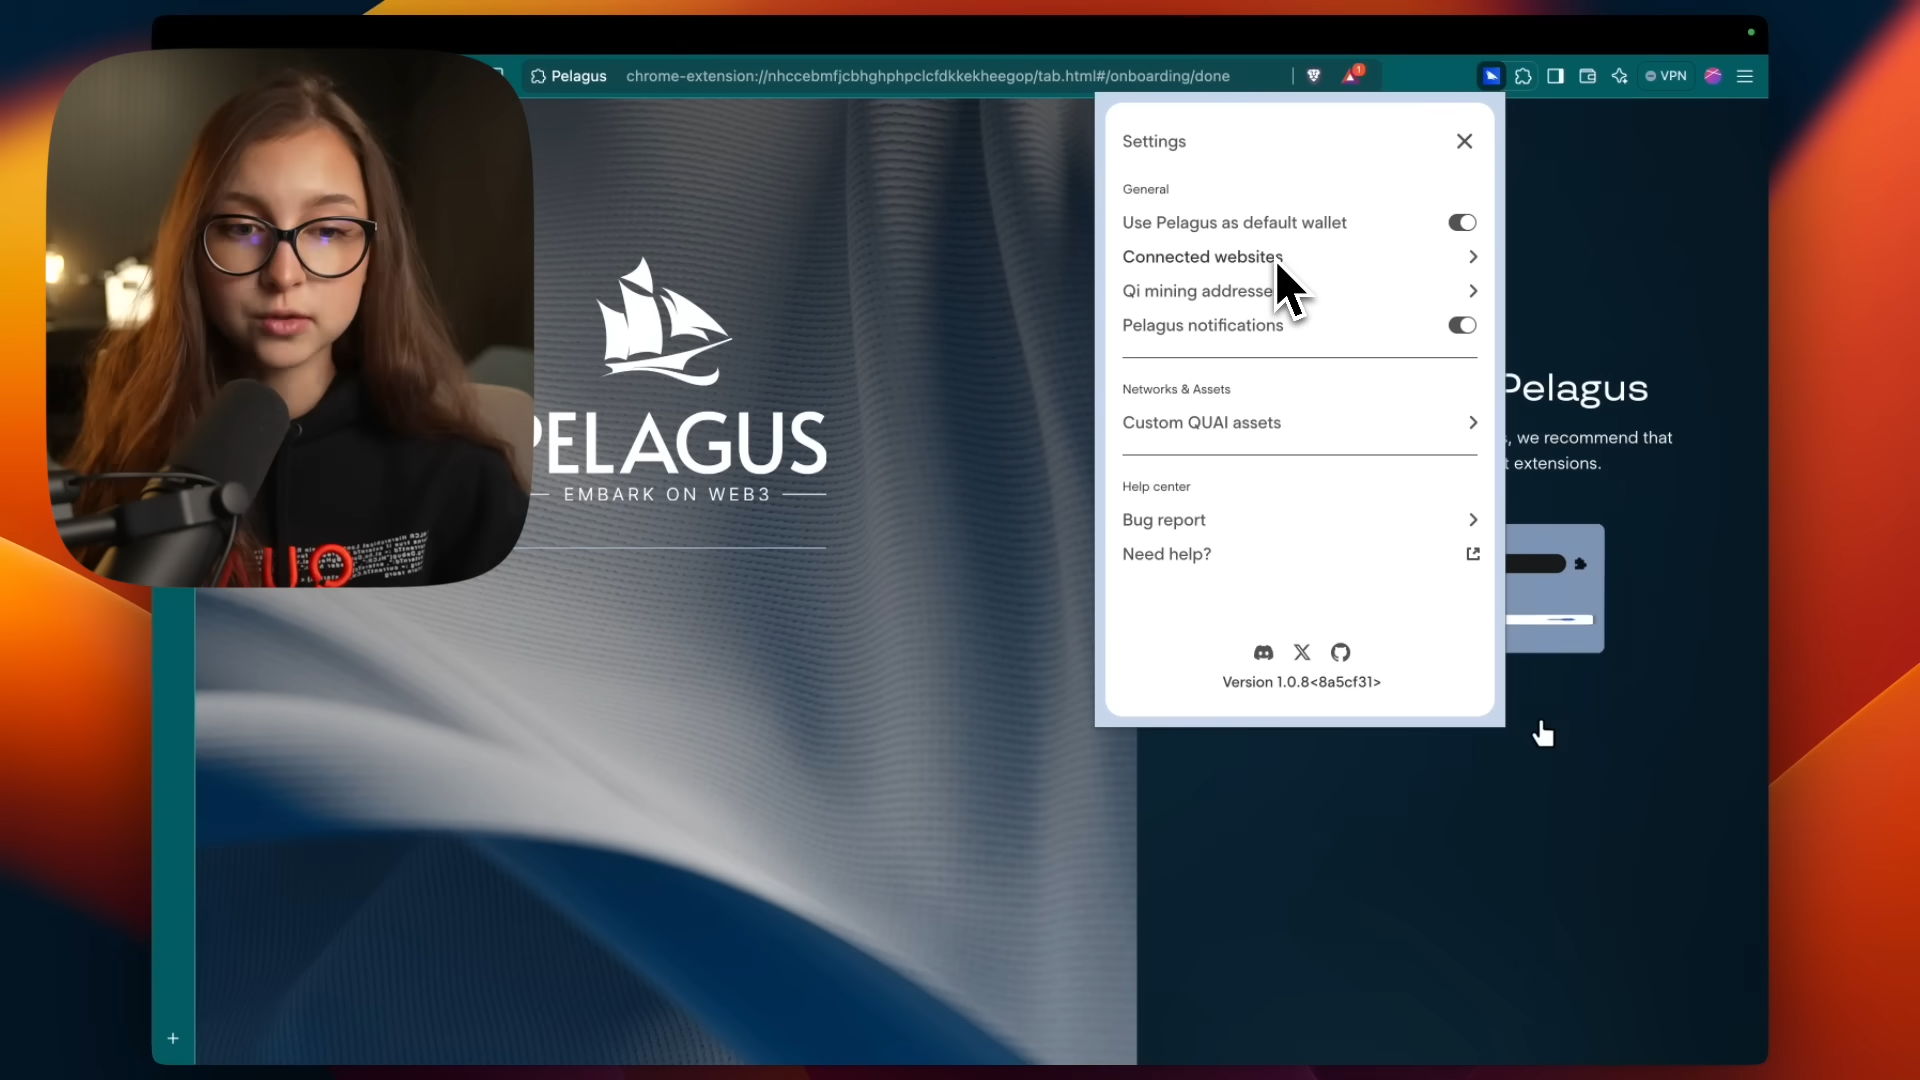 Pelagus
chrome-extension://nhccebmfjcbhghphpclcfdkkekheegop/tab.html#/onboarding/done
1
VPN
Settings
General
Use Pelagus as default wallet
Connected websites
Qi mining addresse
Pelagus notifications
Networks & Assets
Custom QUAI assets
Help center
Bug report
Need help?
Version 1.0.8<8a5cf31>
PELAGUS
EMBARK ON WEB3
Pelagus
, we recommend that
t extensions.